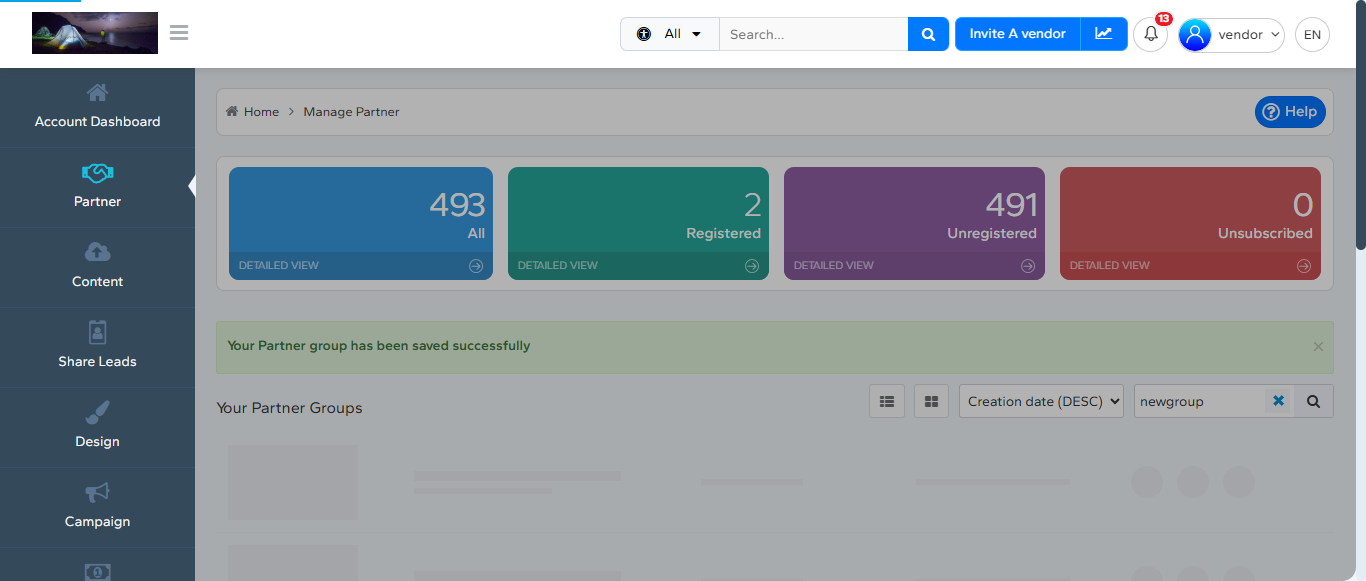 All
Search...
Invite A vendor
13
vendor
EN
Account Dashboard
Partner
Content
Share Leads
Design
Campaign
Home
Manage Partner
Help
493
All
DETAILED VIEW
2
Registered
DETAILED VIEW
491
Unregistered
DETAILED VIEW
0
Unsubscribed
DETAILED VIEW
Your Partner group has been saved successfully
×
Your Partner Groups
Creation date (DESC)
newgroup